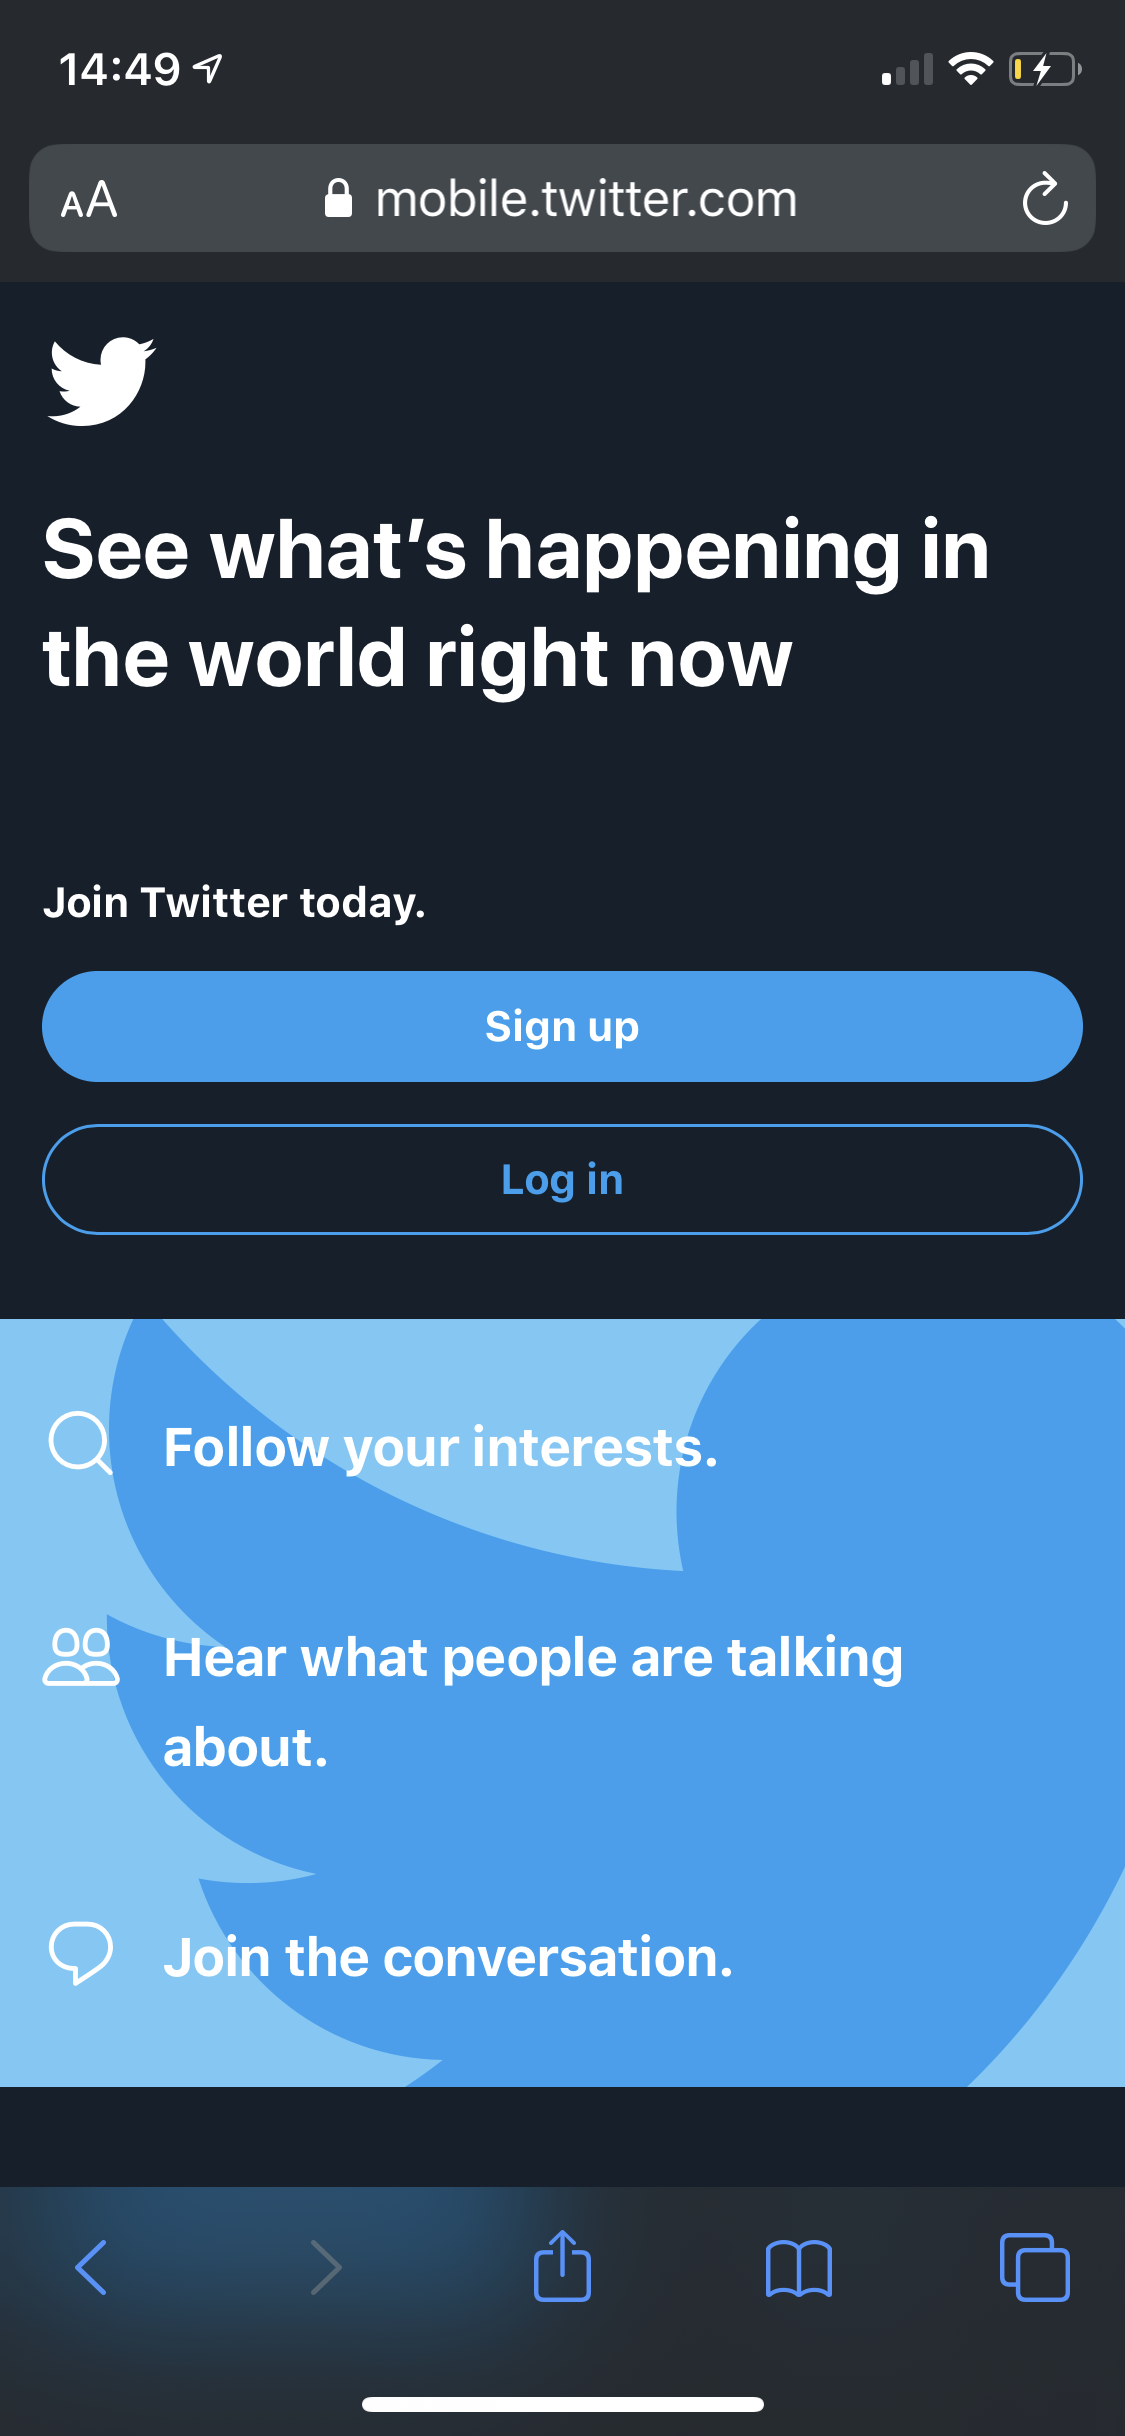 14:49
AA
mobile.twitter.com
See what’s happening in
the world right now
Join Twitter today.
Sign up
Log in
Follow your interests.
Hear what people are talking
about.
Join the conversation.